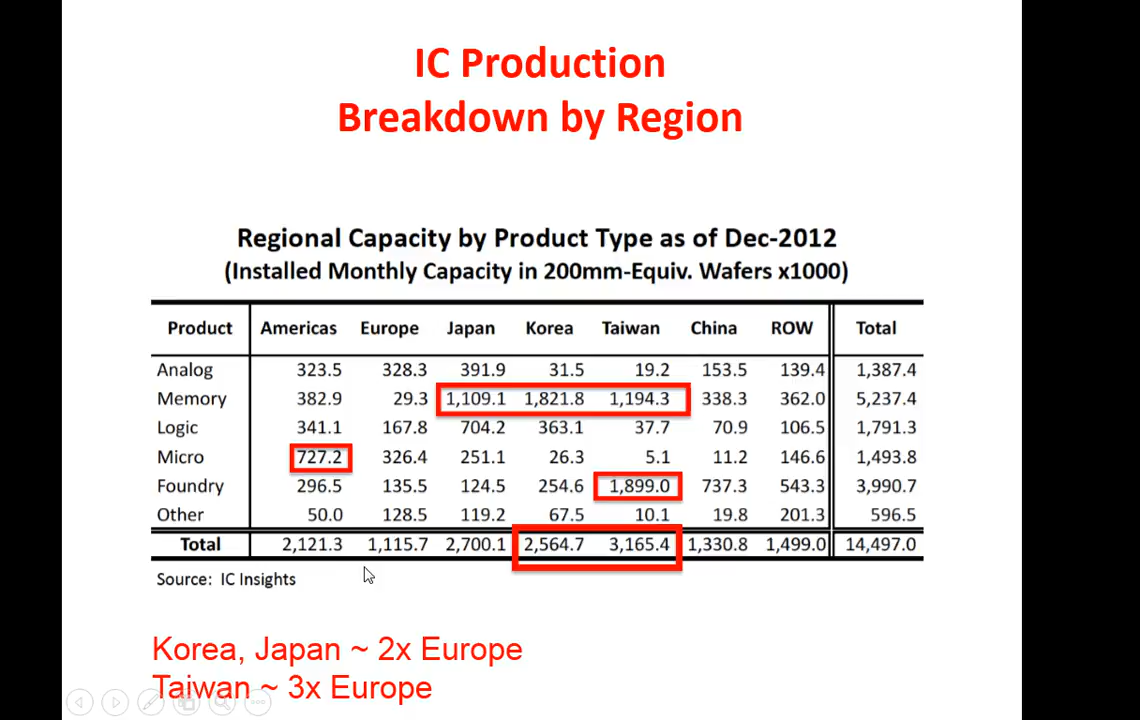 IC Production
Breakdown by Region
Regional Capacity by Product Type as of Dec-2012
(Installed Monthly Capacity in 200mm-Equiv. Wafers x1000)
Product Americas Europe Japan Korea Taiwan China ROW Total
Analog 323.5 328.3 391.9 31.5 19.2 153.5 139.4 1,387.4
Memory 382.9 29.3 1,109.1 1,821.8 1,194.3 338.3 362.0 5,237.4
Logic 341.1 167.8 704.2 363.1 37.7 70.9 106.5 1,791.3
Micro 727.2 326.4 251.1 26.3 5.1 11.2 146.6 1,493.8
Foundry 296.5 135.5 124.5 254.6 1,899.0 737.3 543.3 3,990.7
Other 50.0 128.5 119.2 67.5 10.1 19.8 201.3 596.5
Total 2,121.3 1,115.7 2,700.1 2,564.7 3,165.4 1,330.8 1,499.0 14,497.0
Source: IC Insights
Korea, Japan ~ 2x Europe
Taiwan ~ 3x Europe